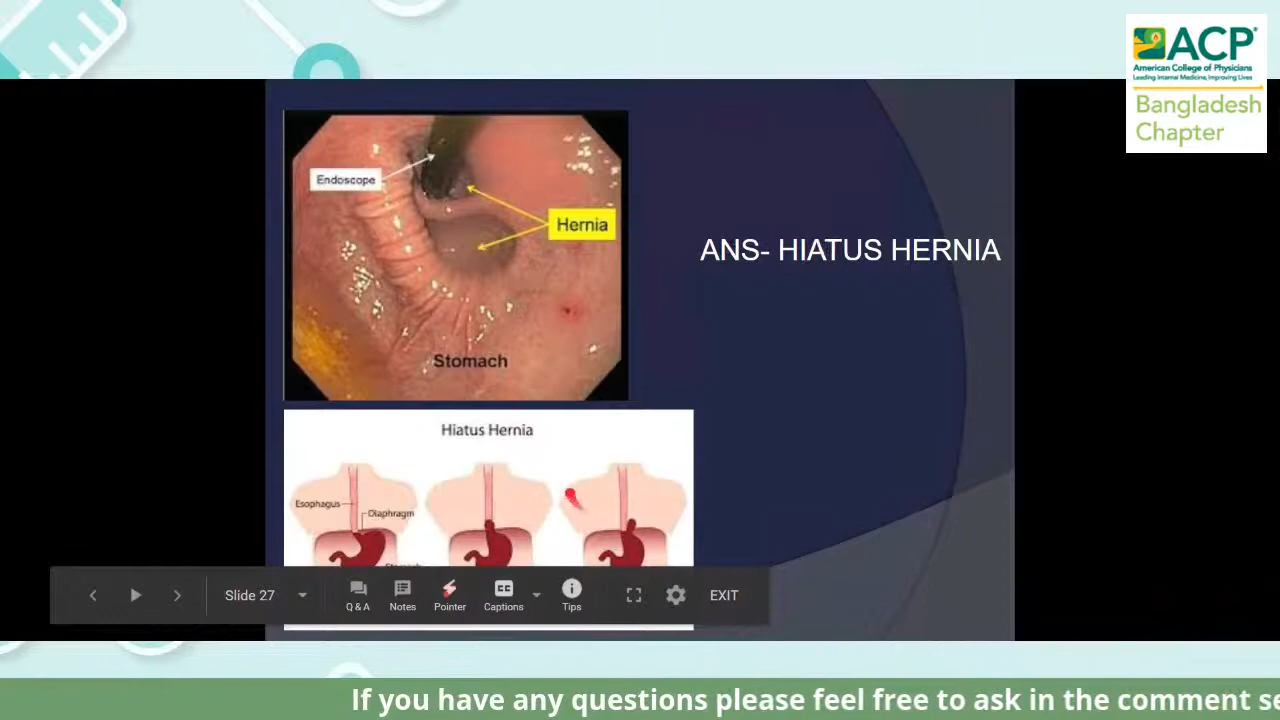 ACP®
American College of Physicians
Leading Internal Medicine, Improving Lives
Bangladesh
Chapter
Endoscope
Hernia
Stomach
ANS- HIATUS HERNIA
Hiatus Hernia
Esophagus
Diaphragm
Slide 27
Q & A
Notes
Pointer
CC
Captions
Tips
EXIT
If you have any questions please feel free to ask in the comment se